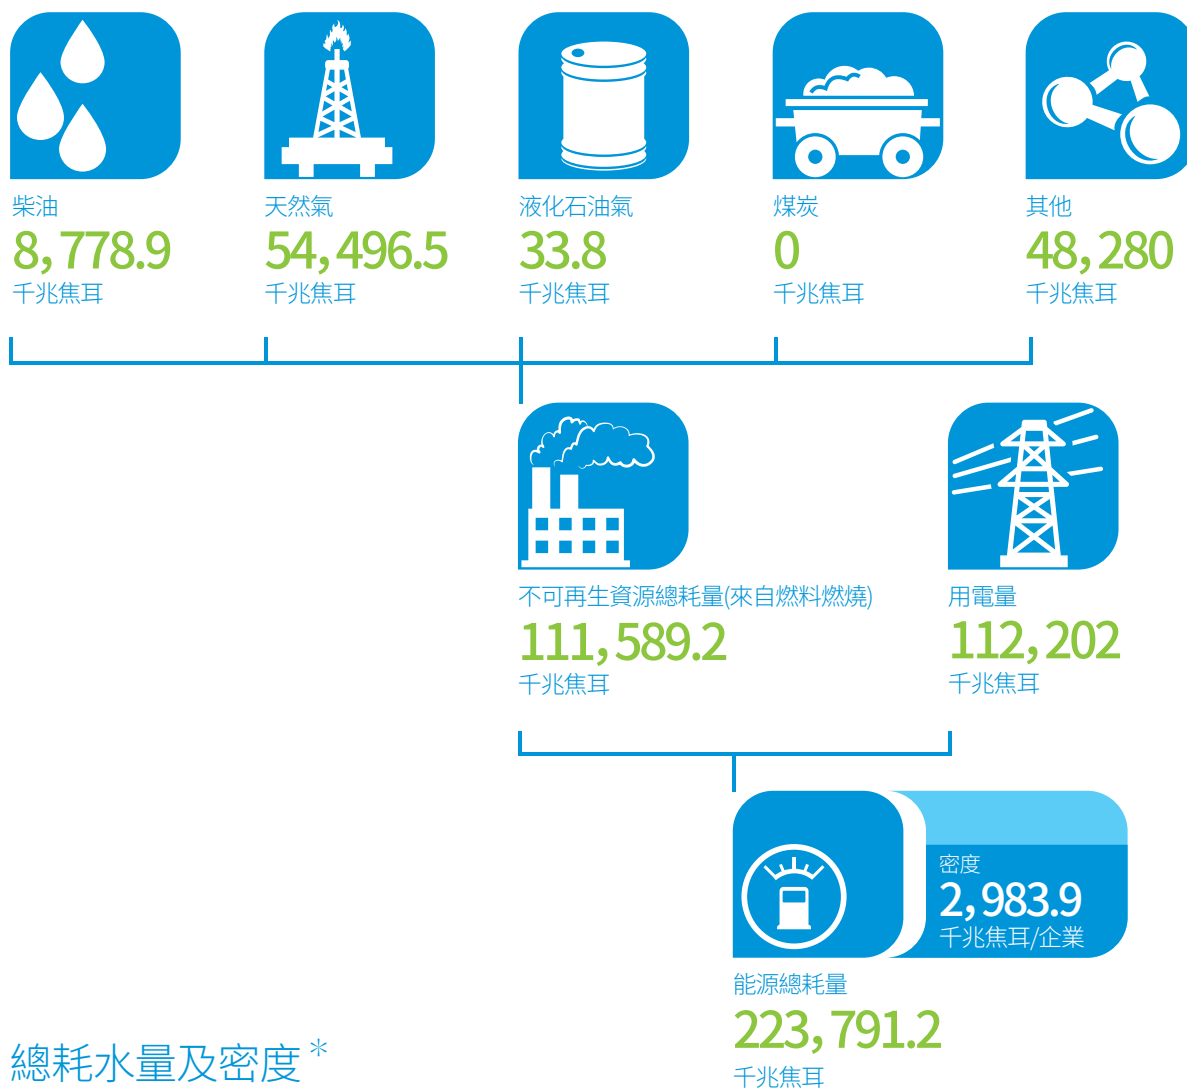 柴油
8,778.9
千兆焦耳
天然氣
54,496.5
千兆焦耳
液化石油氣
33.8
千兆焦耳
煤炭
0
千兆焦耳
其他
48,280
千兆焦耳
不可再生資源總耗量(來自燃料燃燒)
111,589.2
千兆焦耳
用電量
112,202
千兆焦耳
密度
2,983.9
千兆焦耳/企業
能源總耗量
223,791.2
千兆焦耳
總耗水量及密度*